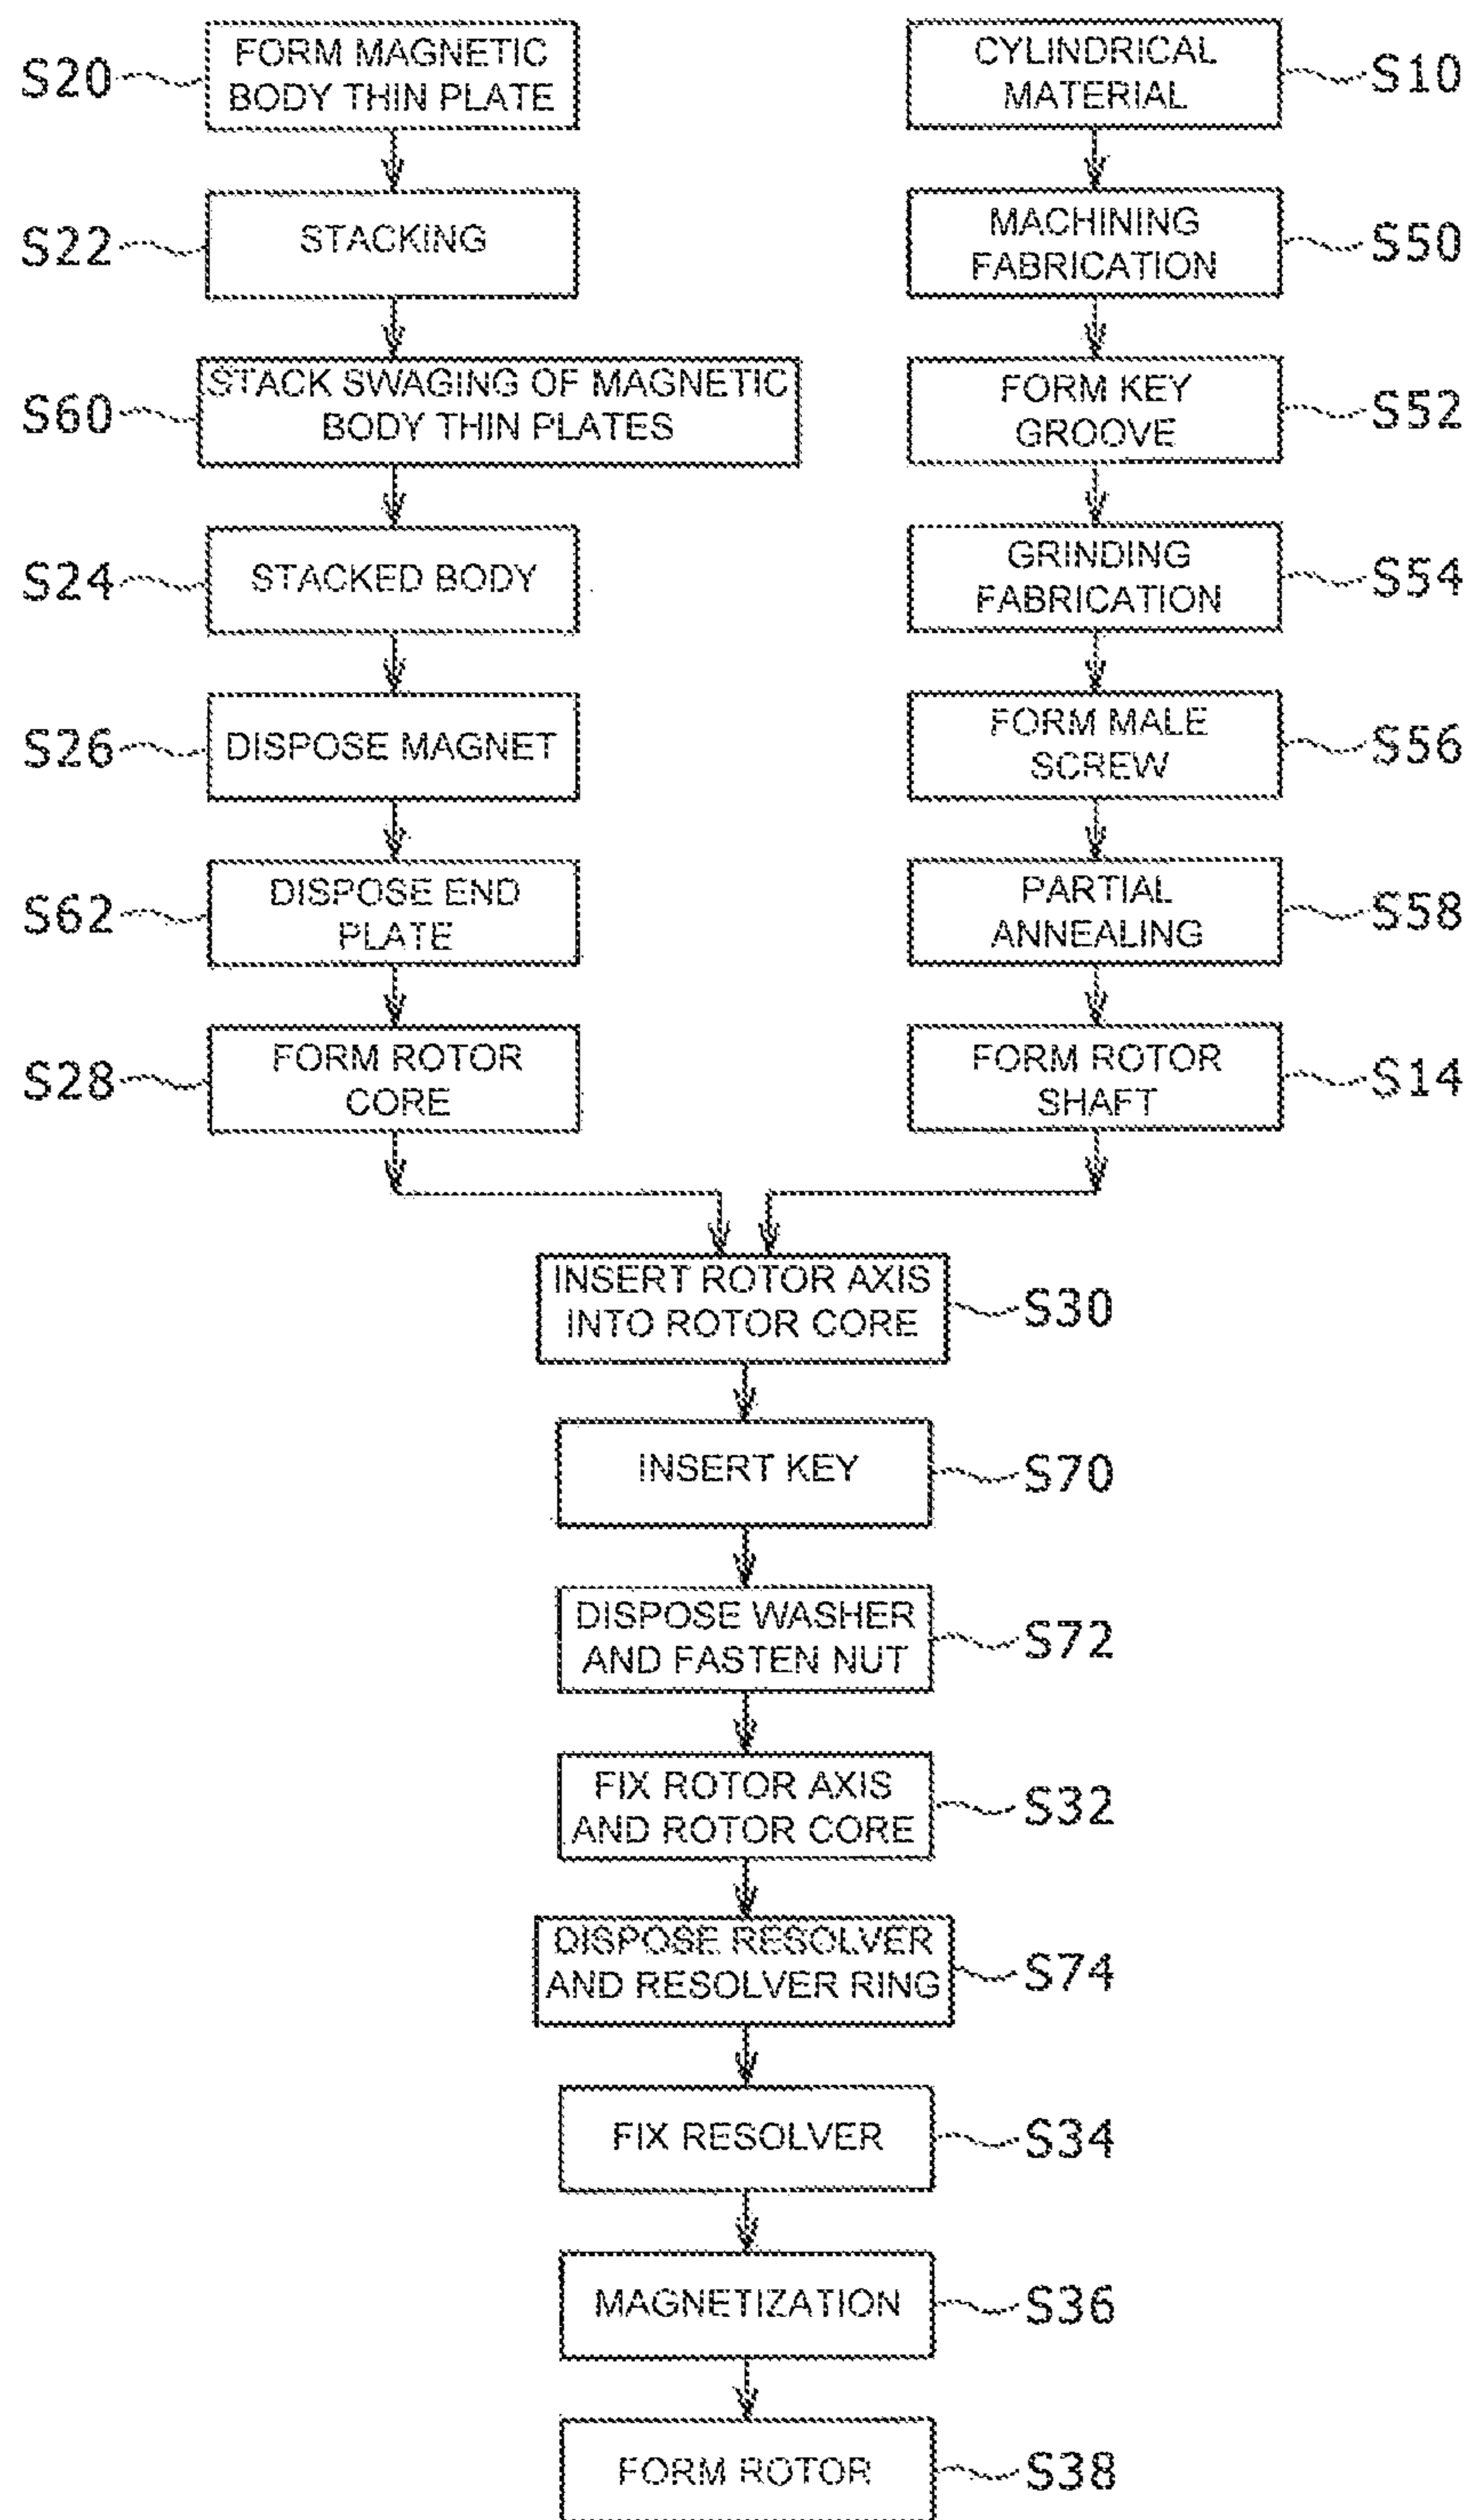 S20
FORM MAGNETIC
BODY THIN PLATE
S22
STACKING
S60
STACK SWAGING OF MAGNETIC
BODY THIN PLATES
S24
STACKED BODY
S26
DISPOSE MAGNET
S62
DISPOSE END
PLATE
S28
FORM ROTOR
CORE
CYLINDRICAL
MATERIAL
S10
MACHINING
FABRICATION
S50
FORM KEY
GROOVE
S52
GRINDING
FABRICATION
S54
FORM MALE
SCREW
S56
PARTIAL
ANNEALING
S58
FORM ROTOR
SHAFT
S14
INSERT ROTOR AXIS
INTO ROTOR CORE
S30
INSERT KEY
S70
DISPOSE WASHER
AND FASTEN NUT
S72
FIX ROTOR AXIS
AND ROTOR CORE
S32
DISPOSE RESOLVER
AND RESOLVER RING
S74
FIX RESOLVER
S34
MAGNETIZATION
S36
FORM ROTOR
S38